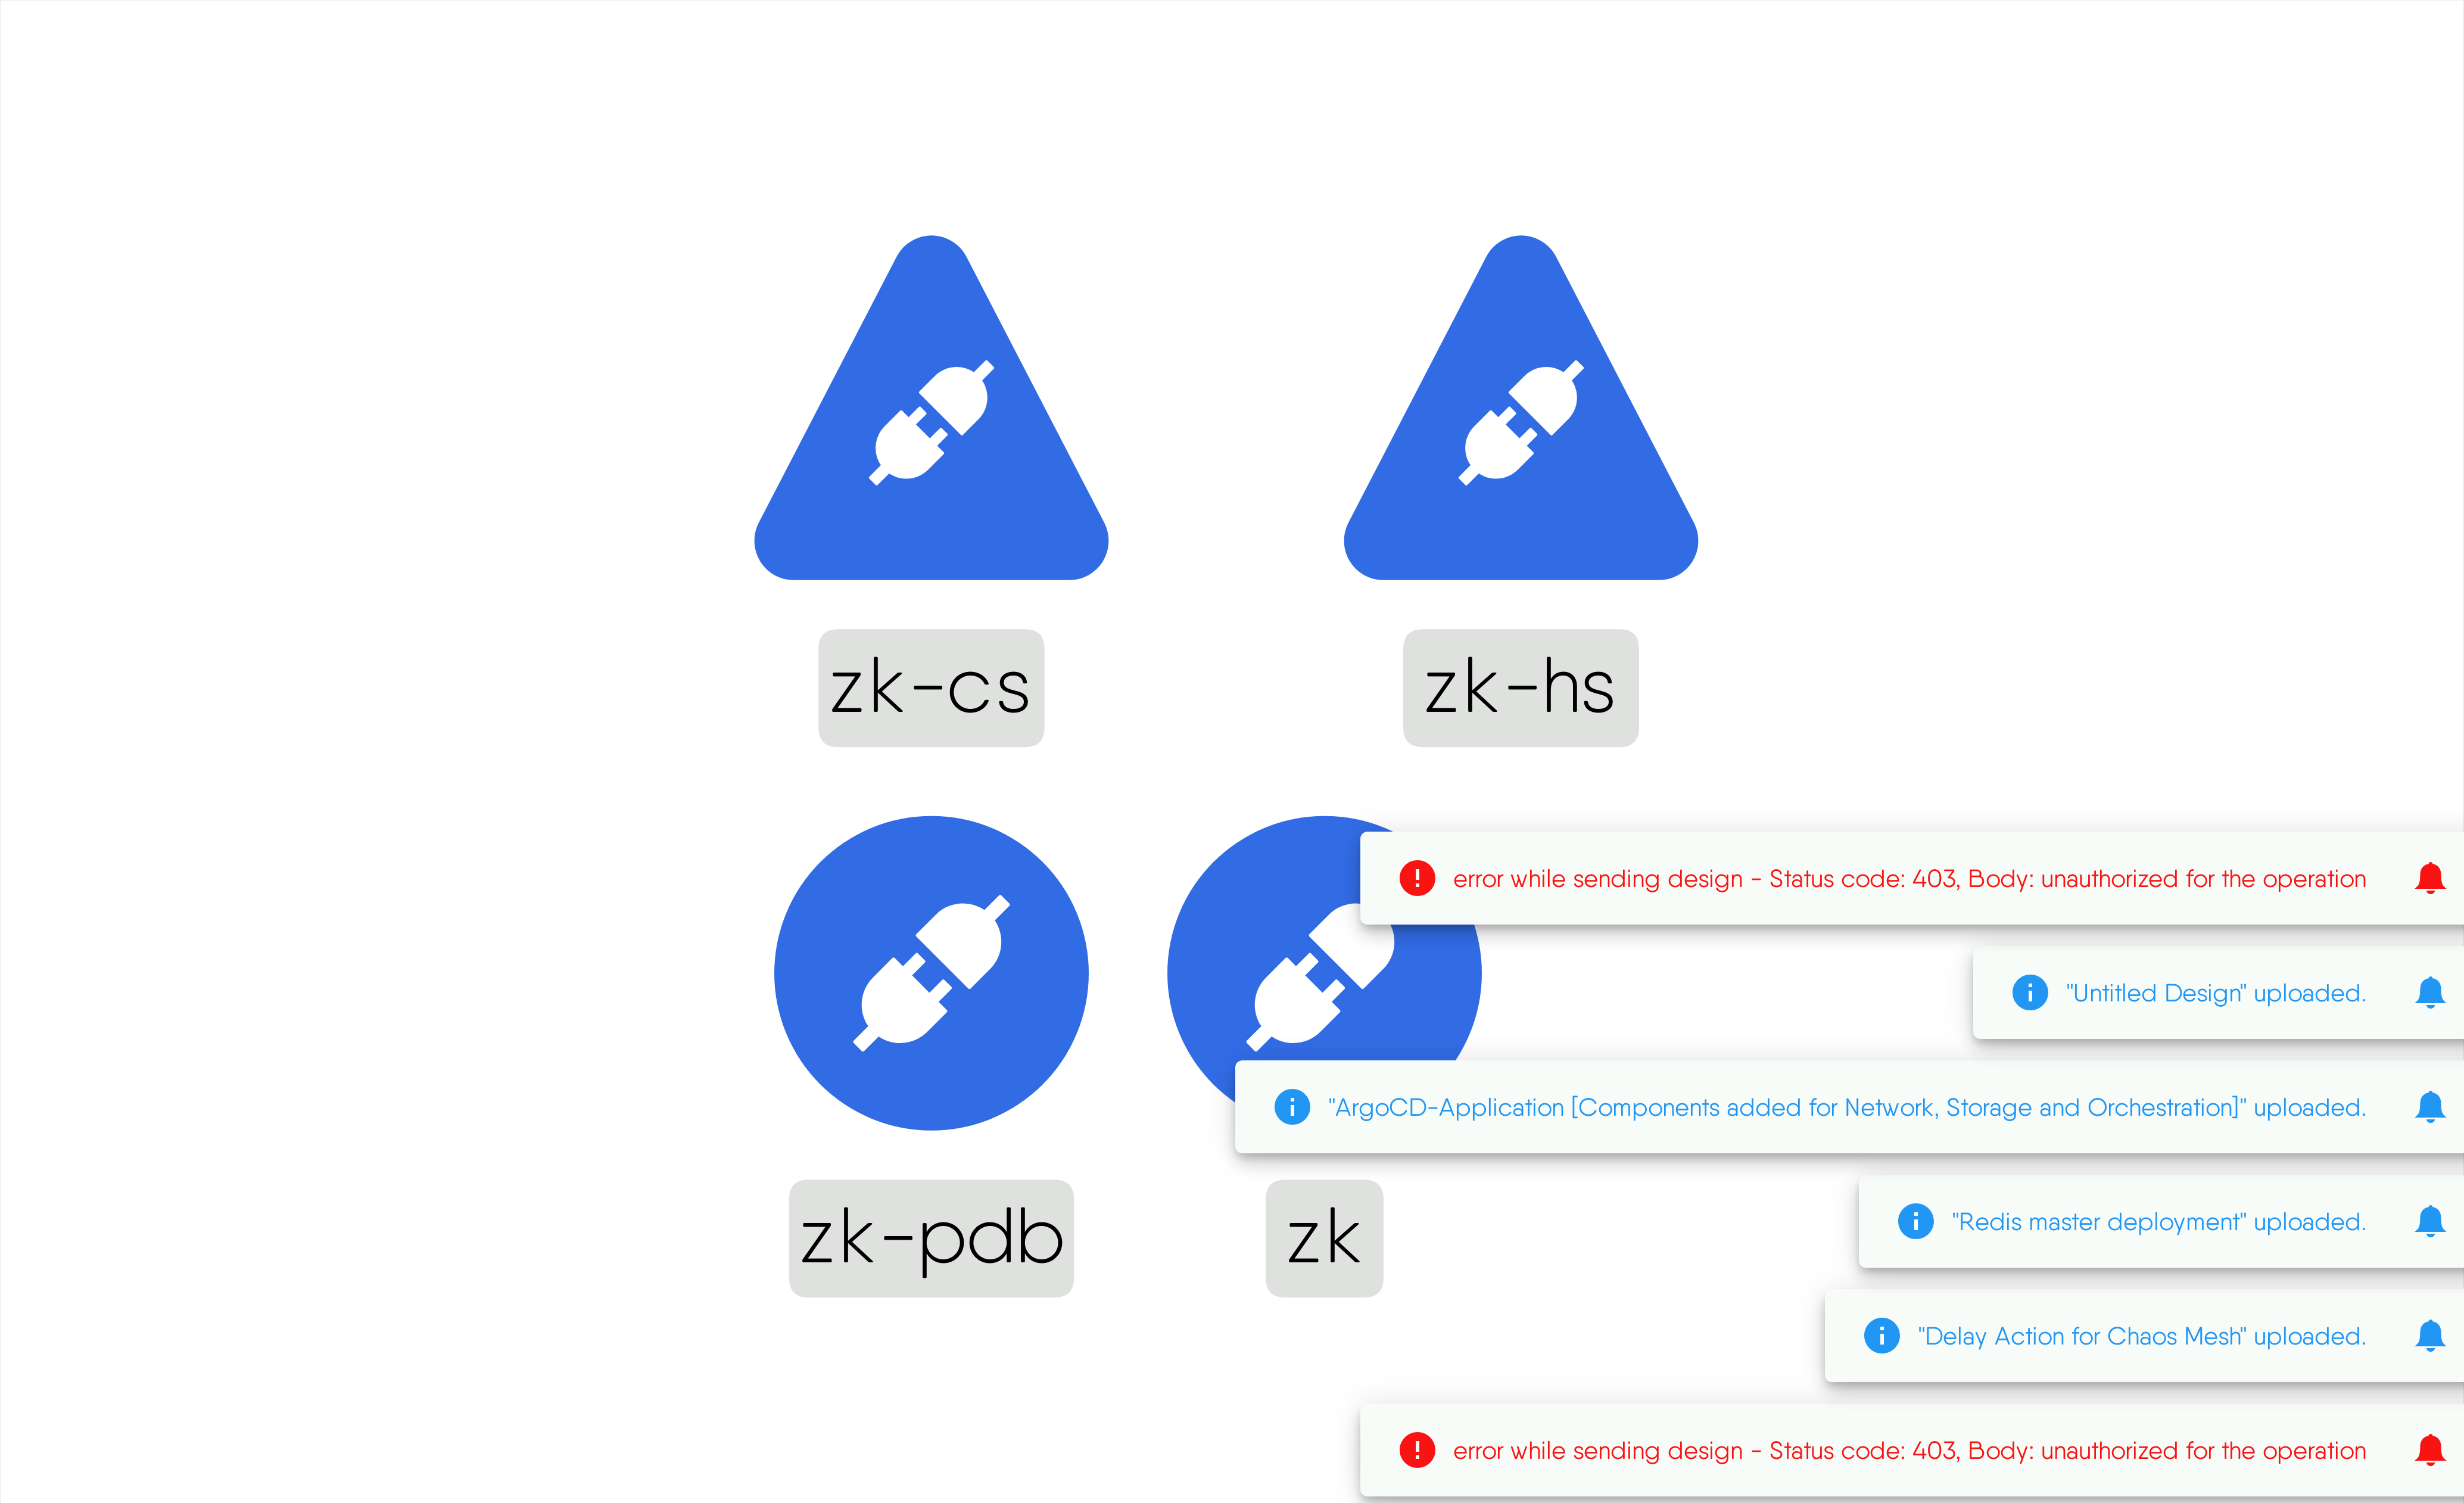 zk-cs
zk-hs
error while sending design - Status code: 403, Body: unauthorized for the operation
"Untitled Design" uploaded.
"ArgoCD-Application [Components added for Network, Storage and Orchestration]" uploaded.
zk-pdb
zk
"Redis master deployment" uploaded.
"Delay Action for Chaos Mesh" uploaded.
error while sending design - Status code: 403, Body: unauthorized for the operation